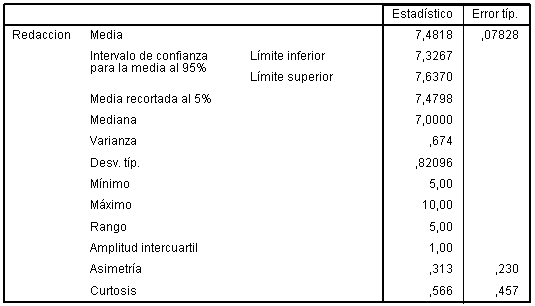 Estadístico Error típ.
Redaccion Media 7,4818 ,07828
Intervalo de confianza Límite inferior 7,3267
para la media al 95%
Límite superior 7,6370
Media recortada al 5% 7,4798
Mediana 7,0000
Varianza ,674
Desv. típ. ,82096
Mínimo 5,00
Máximo 10,00
Rango 5,00
Amplitud intercuartil 1,00
Asimetría ,313 ,230
Curtosis ,566 ,457